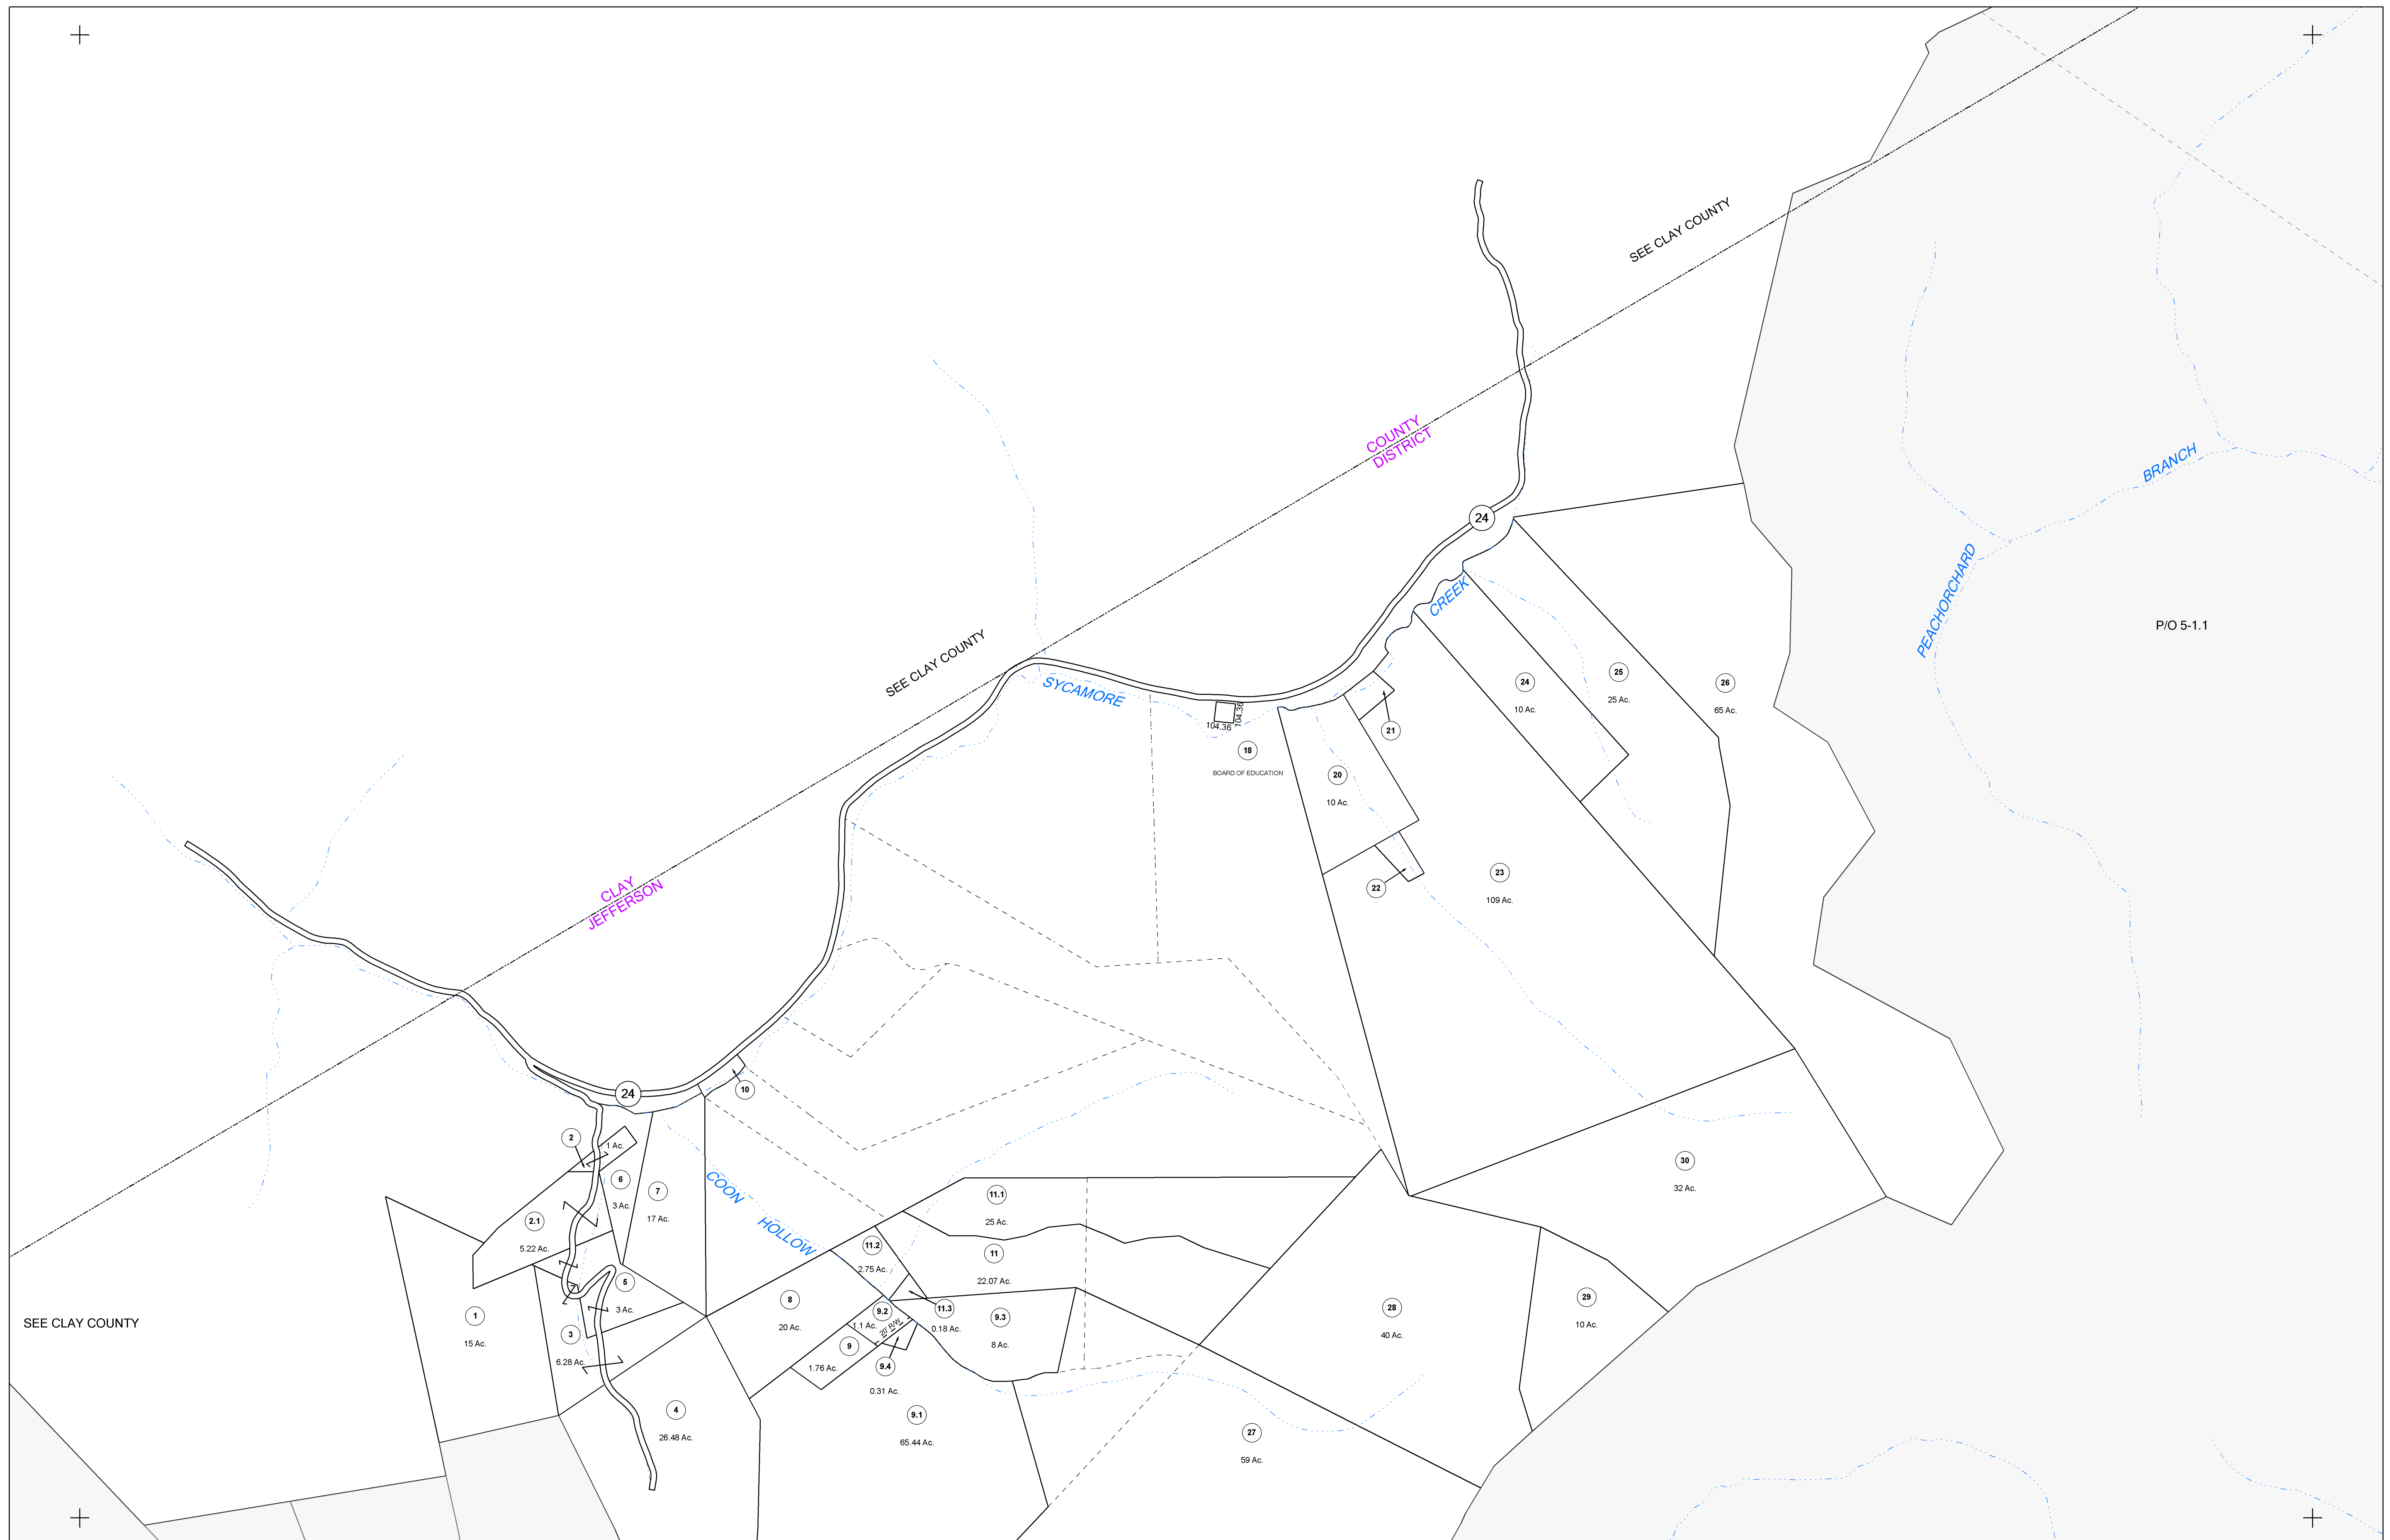 SEE CLAY COUNTY
COUNTY
DISTRICT
BRANCH
24
PEACHORCHARD
CREEK
P/O 5-1.1
SEE CLAY COUNTY
SYCAMORE
104.36
104.36
18
BOARD OF EDUCATION
20
10 Ac.
21
22
23
109 Ac.
24
10 Ac.
25
25 Ac.
26
65 Ac.
CLAY
JEFFERSON
24
10
2
1 Ac.
6
3 Ac.
7
17 Ac.
2.1
5.22 Ac.
COON
HOLLOW
5
3 Ac.
1
15 Ac.
3
6.28 Ac.
4
26.48 Ac.
SEE CLAY COUNTY
8
20 Ac.
11.1
25 Ac.
11.2
2.75 Ac.
11
22.07 Ac.
11.3
0.18 Ac.
9.2
1.1 Ac.
20' R/W
9
1.76 Ac.
9.3
8 Ac.
9.4
0.31 Ac.
9.1
65.44 Ac.
27
59 Ac.
28
40 Ac.
29
10 Ac.
30
32 Ac.